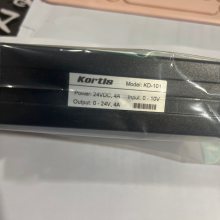 Kortis
Model: KD-101
Power: 24VDC, 4A
Input: 0 - 10V
Output: 0 - 24V, 4A